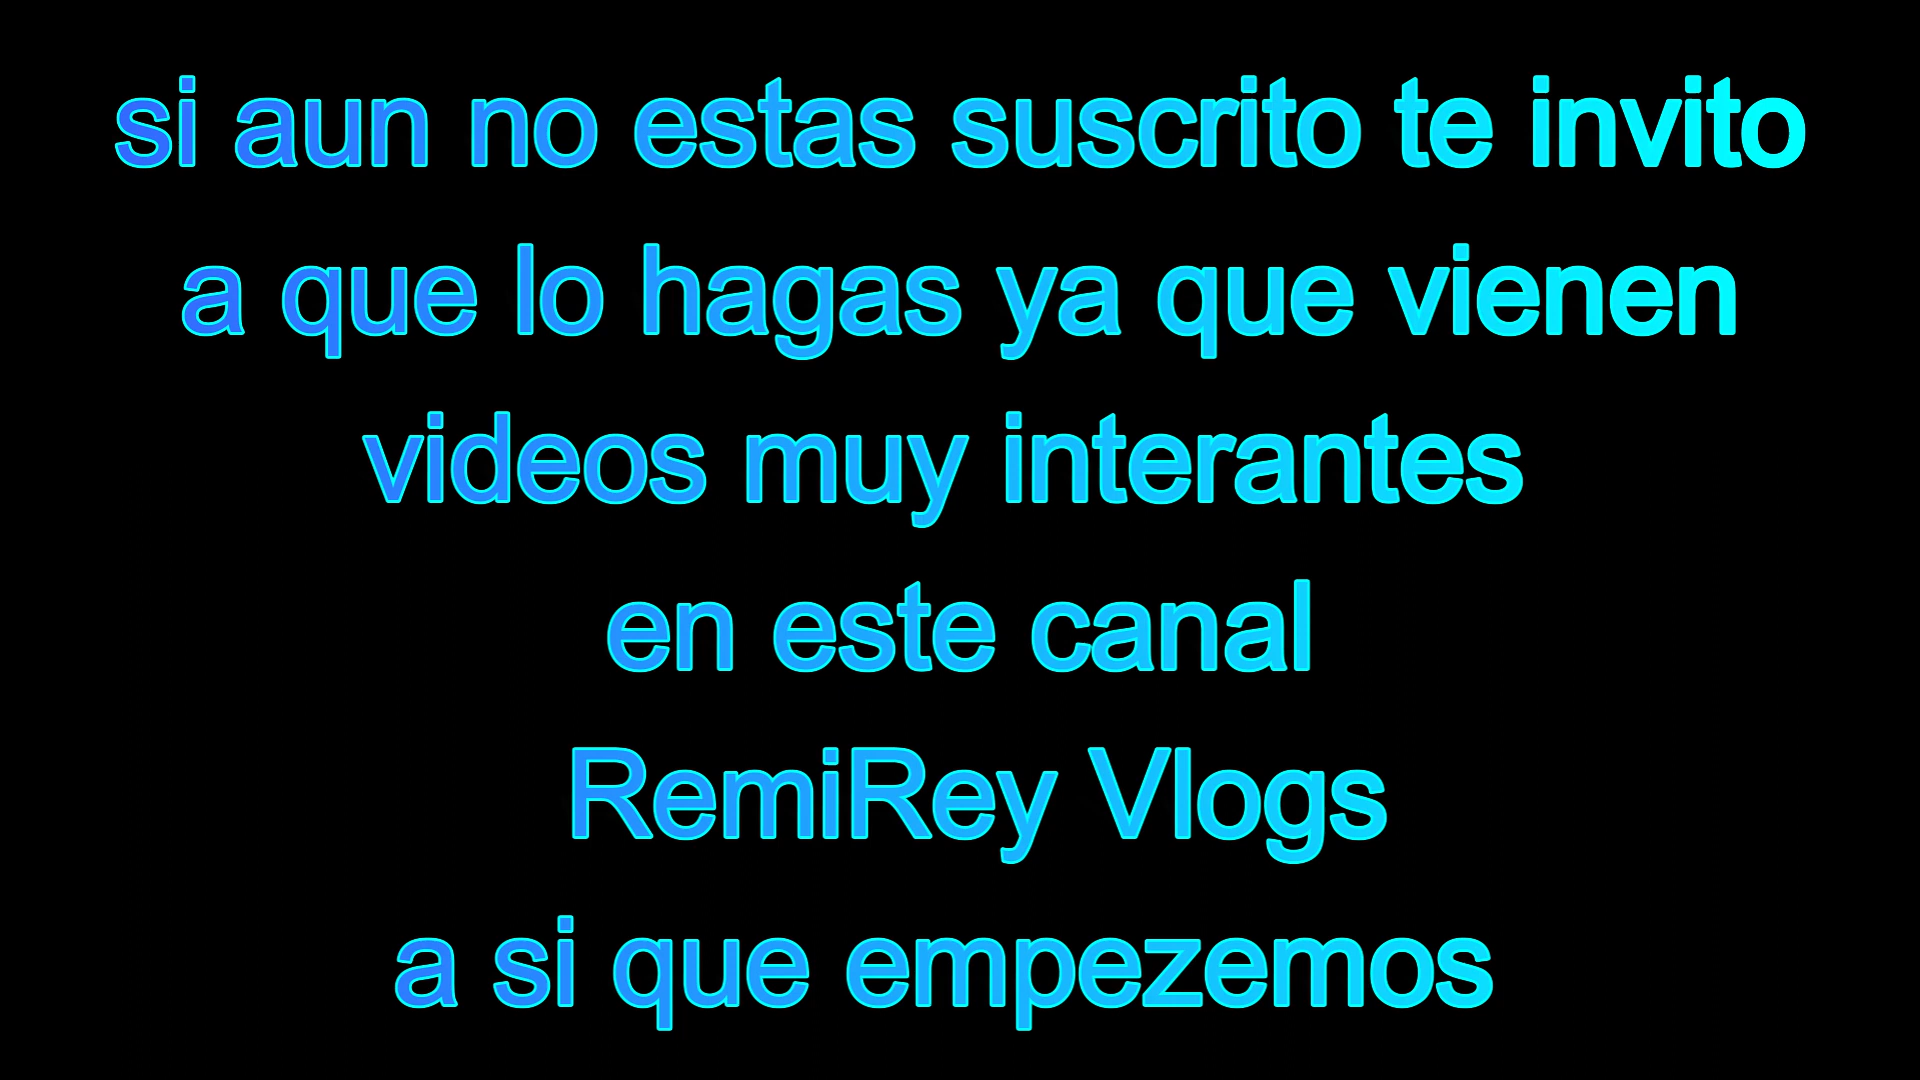 si aun no estas suscrito te invito
a que lo hagas ya que vienen
videos muy interantes
en este canal
RemiRey Vlogs
a si que empezemos